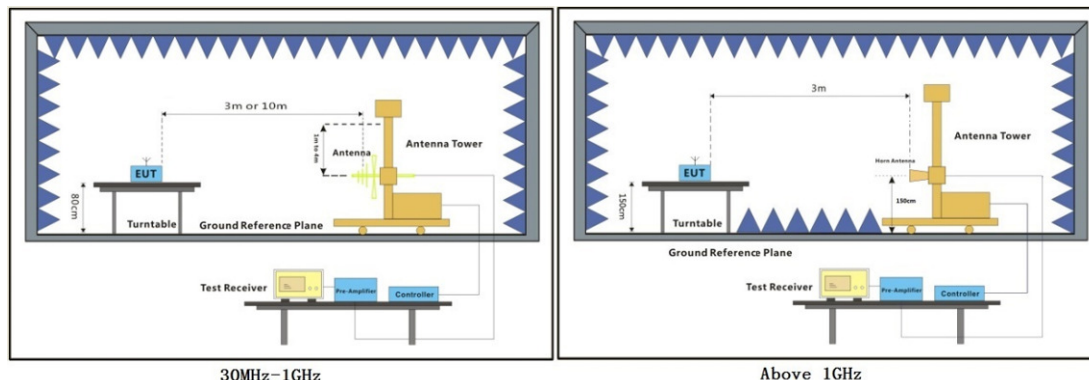 3m or 10m
1m to 4m
Antenna
Antenna Tower
EUT
80cm
Turntable
Ground Reference Plane
Test Receiver
Pre-Amplifier
Controller
30MHz-1GHz
3m
Antenna Tower
Horn Antenna
EUT
150cm
150cm
Turntable
Ground Reference Plane
Test Receiver
Pre-Amplifier
Controller
Above 1GHz